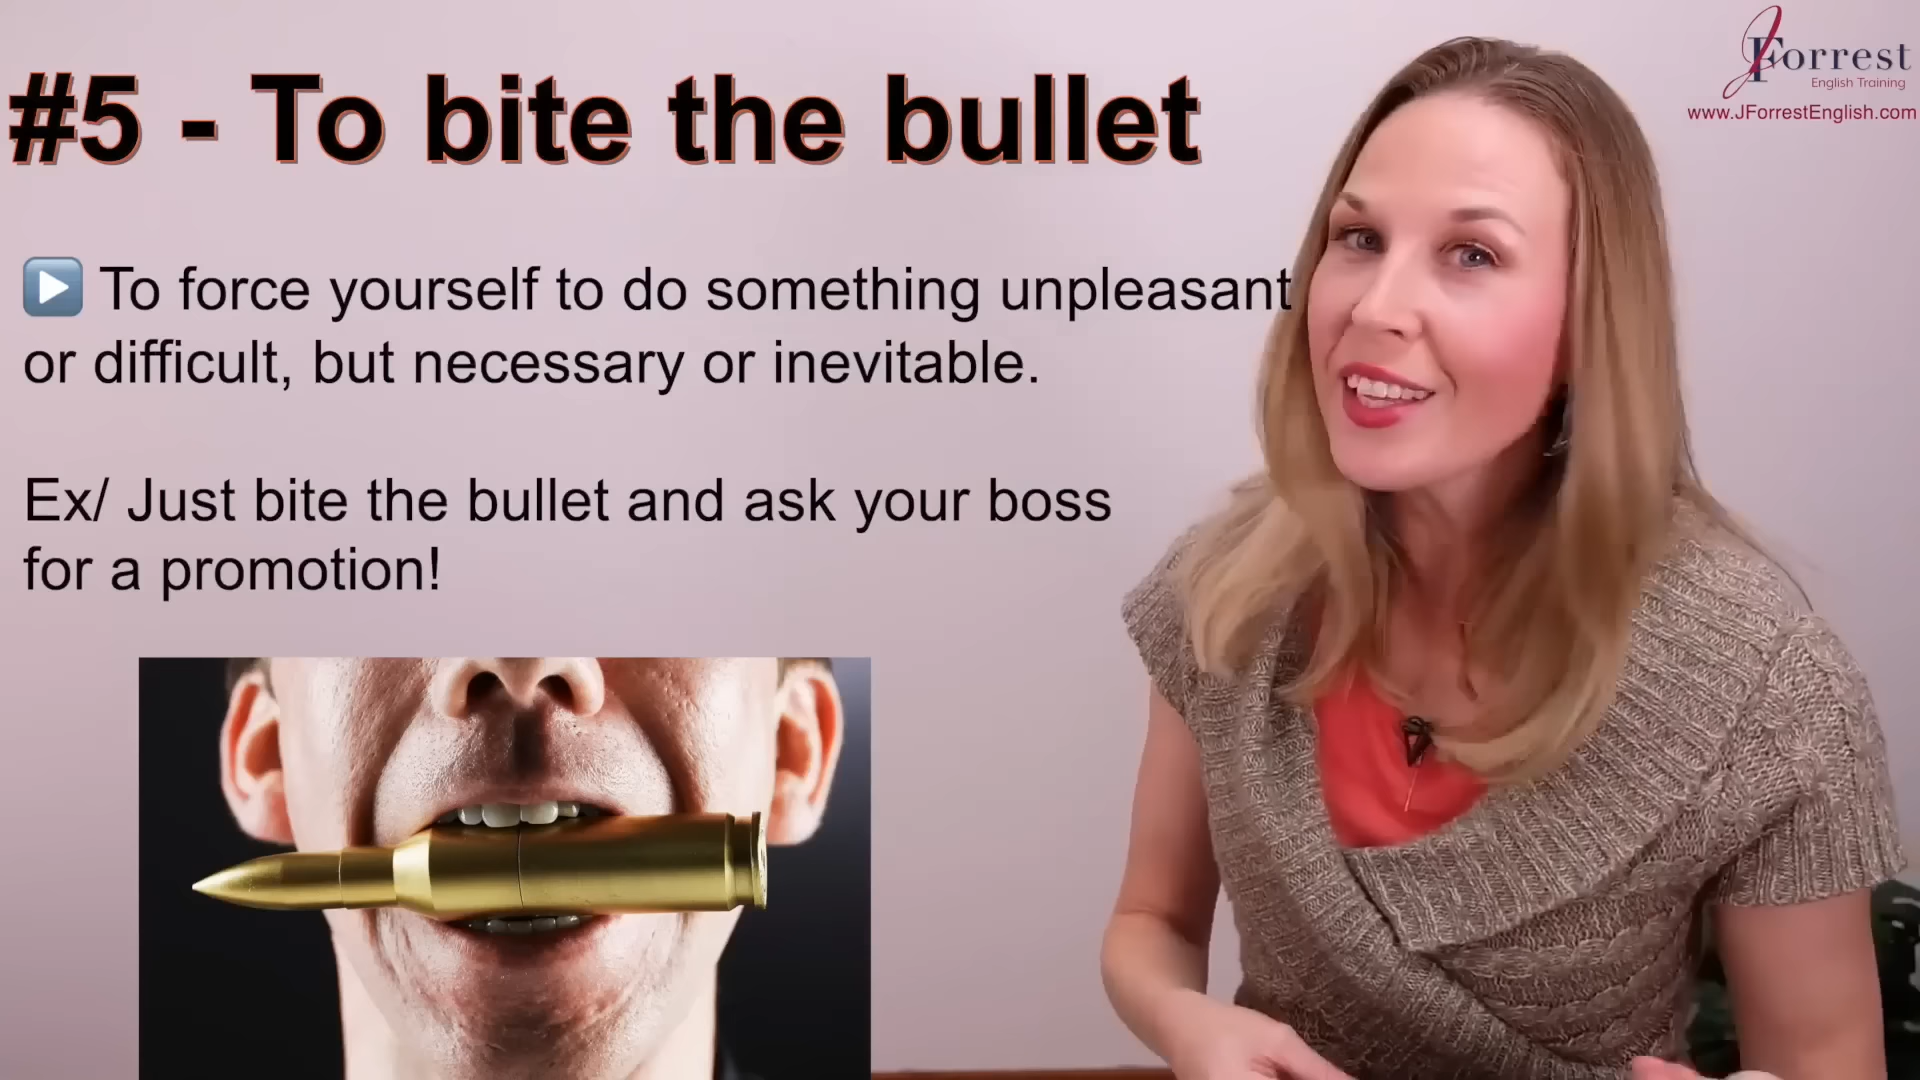 #5 - To bite the bullet
▶ To force yourself to do something unpleasant
or difficult, but necessary or inevitable.
Ex/ Just bite the bullet and ask your boss
for a promotion!
JForrest
English Training
www.JForrestEnglish.com